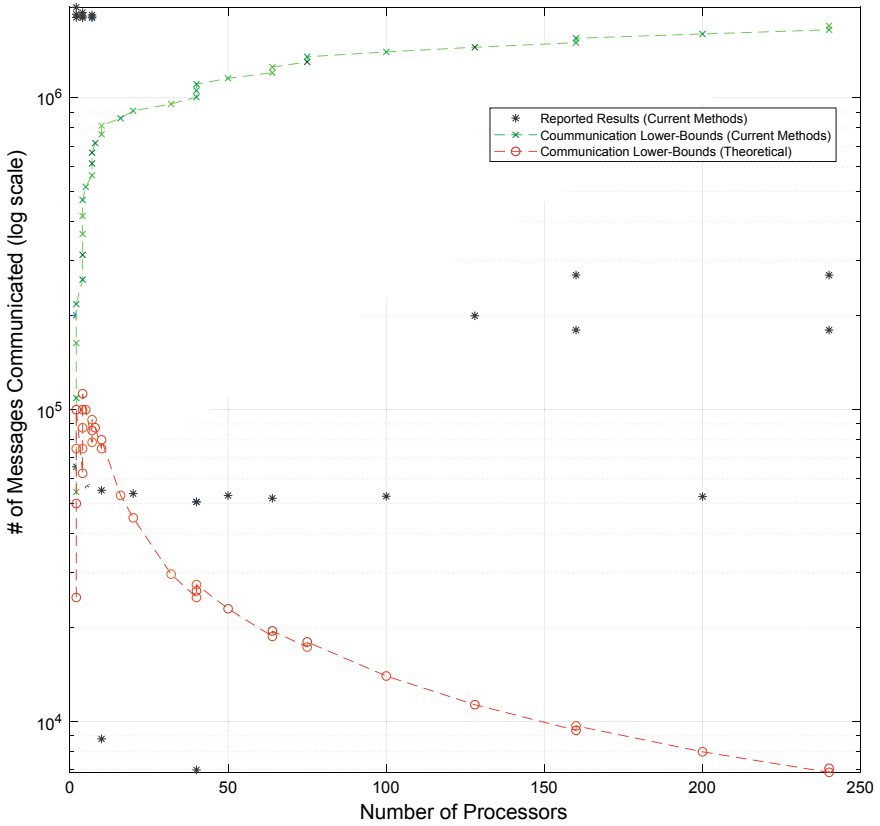 10^6
10^5
10^4
# of Messages Communicated (log scale)
Reported Results (Current Methods)
Coummunication Lower-Bounds (Current Methods)
Communication Lower-Bounds (Theoretical)
0 50 100 150 200 250
Number of Processors